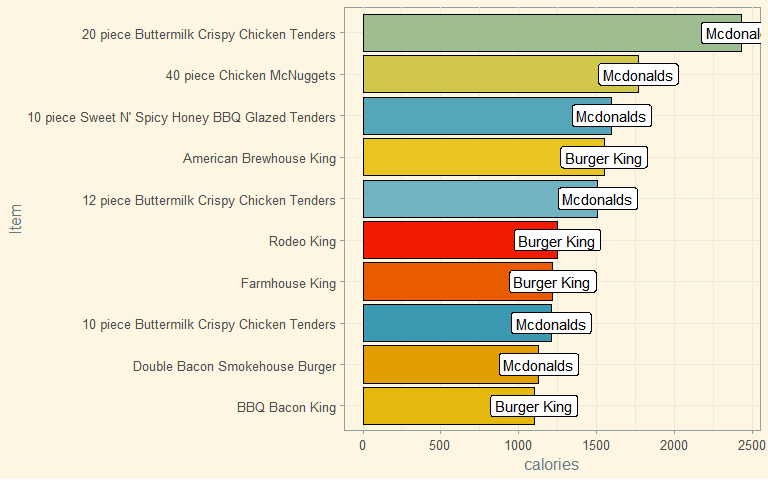 20 piece Buttermilk Crispy Chicken Tenders Mcdonal
40 piece Chicken McNuggets Mcdonalds
10 piece Sweet N' Spicy Honey BBQ Glazed Tenders Mcdonalds
American Brewhouse King Burger King
12 piece Buttermilk Crispy Chicken Tenders Mcdonalds
Rodeo King Burger King
Farmhouse King Burger King
10 piece Buttermilk Crispy Chicken Tenders Mcdonalds
Double Bacon Smokehouse Burger Mcdonalds
BBQ Bacon King Burger King
Item
0 500 1000 1500 2000 2500
calories